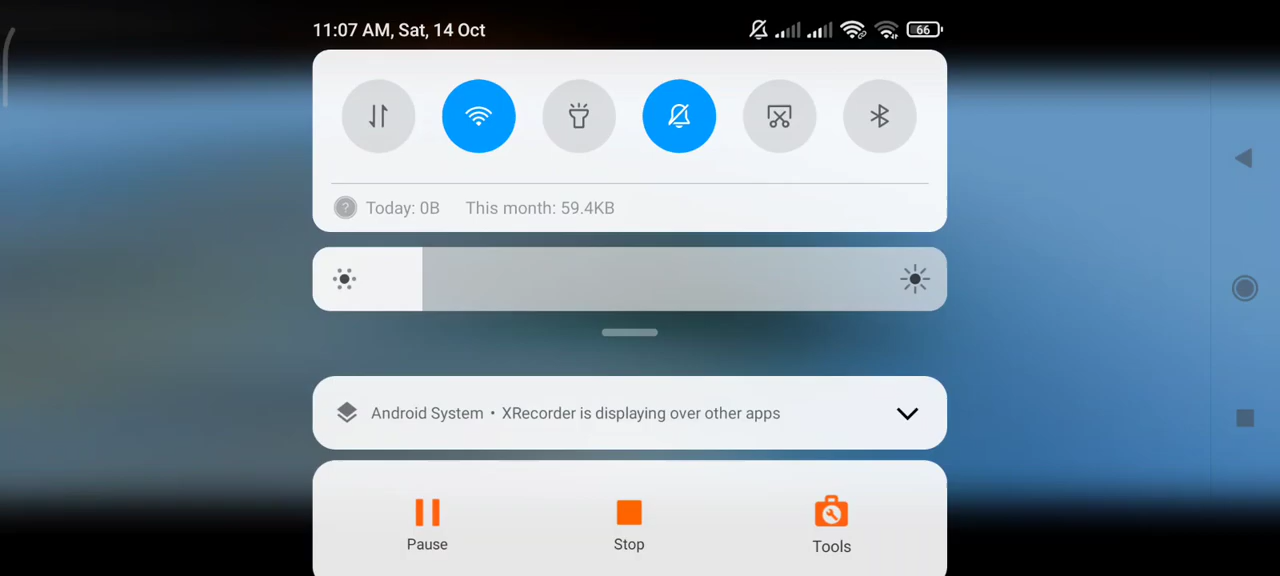 11:07 AM, Sat, 14 Oct
66
Today: 0B This month: 59.4KB
Android System • XRecorder is displaying over other apps
Pause Stop Tools